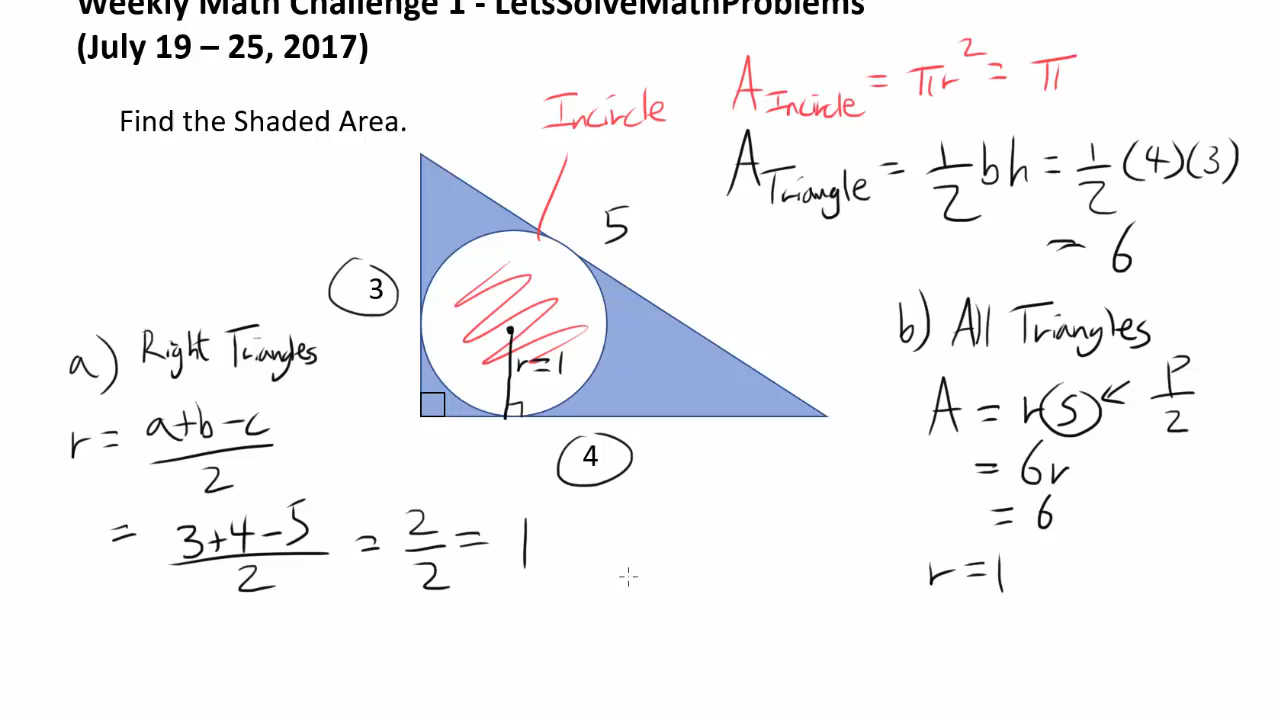 Weekly Math Challenge 1 - LetsSolveMathProblems
(July 19 – 25, 2017)
Find the Shaded Area.
Incircle
A_Incircle = πr² = π
A_Triangle = 1/2 bh = 1/2 (4)(3)
= 6
5
3
r=1
4
a) Right Triangles
r = (a+b-c)/2
= (3+4-5)/2 = 2/2 = 1
b) All Triangles
A = r(s) ← P/2
= 6r
= 6
r = 1